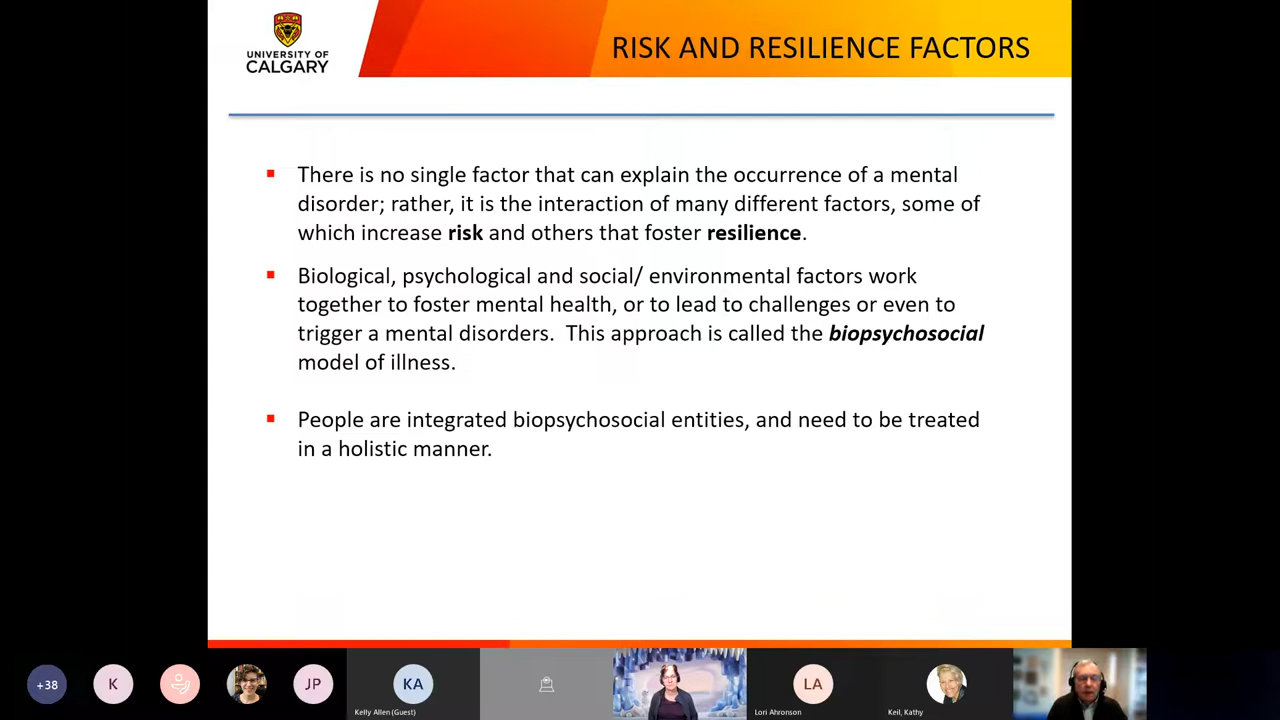 UNIVERSITY OF
CALGARY
RISK AND RESILIENCE FACTORS
There is no single factor that can explain the occurrence of a mental
disorder; rather, it is the interaction of many different factors, some of
which increase risk and others that foster resilience.
Biological, psychological and social/ environmental factors work
together to foster mental health, or to lead to challenges or even to
trigger a mental disorders.  This approach is called the biopsychosocial
model of illness.
People are integrated biopsychosocial entities, and need to be treated
in a holistic manner.
+38
K
JP
KA
LA
Kelly Allen (Guest)
Lori Ahronson
Keil, Kathy